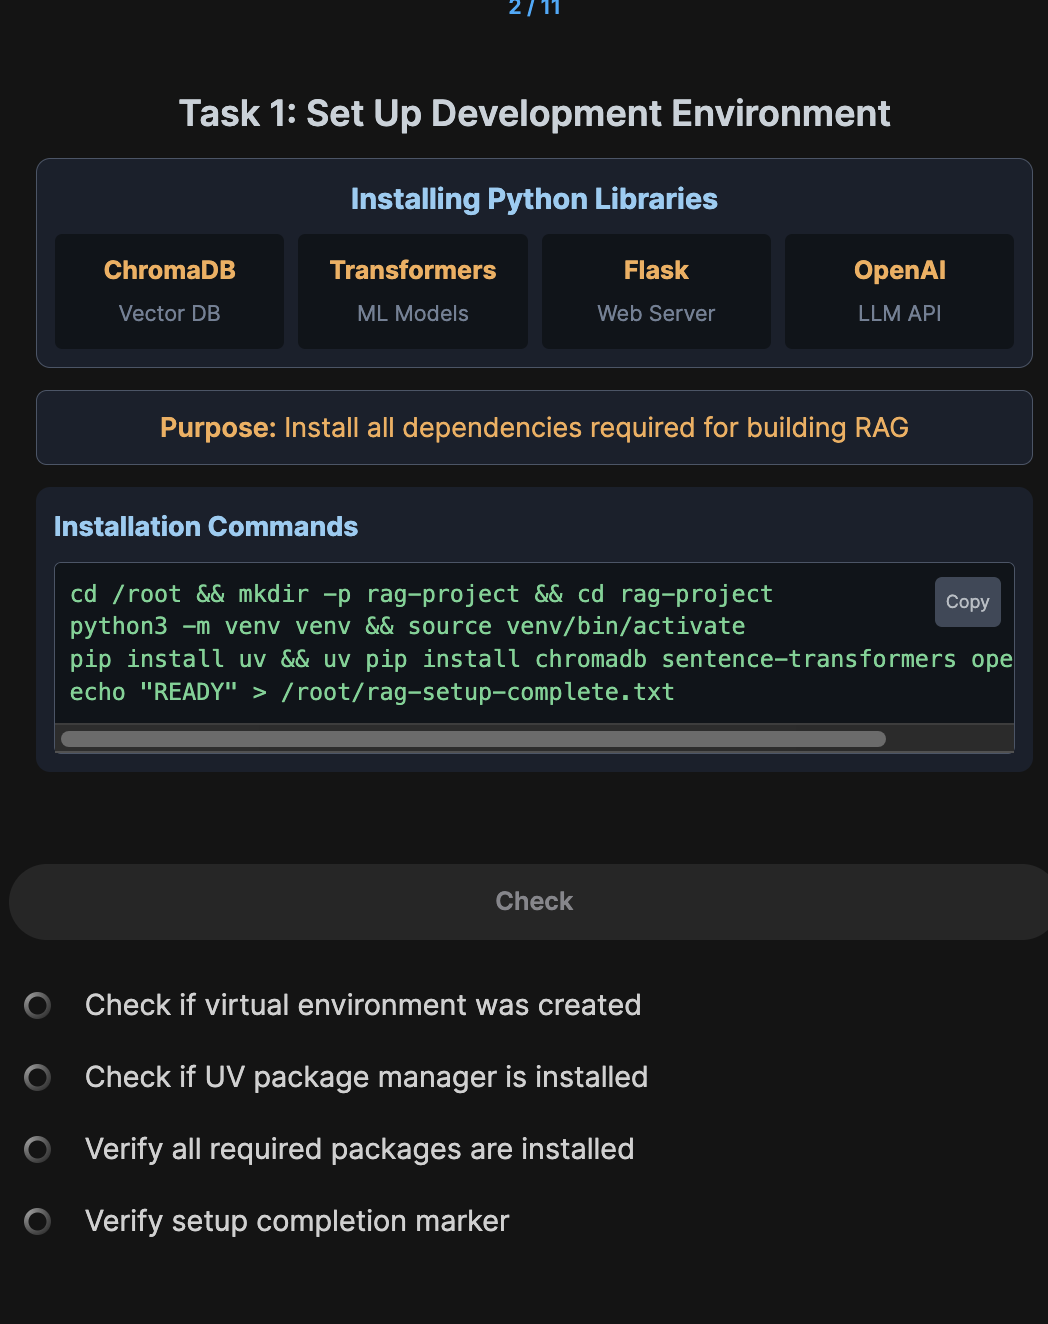 2 / 11
Task 1: Set Up Development Environment
Installing Python Libraries
ChromaDB
Vector DB
Transformers
ML Models
Flask
Web Server
OpenAI
LLM API
Purpose: Install all dependencies required for building RAG
Installation Commands
Copy
cd /root && mkdir -p rag-project && cd rag-project
python3 -m venv venv && source venv/bin/activate
pip install uv && uv pip install chromadb sentence-transformers ope
echo "READY" > /root/rag-setup-complete.txt
Check
Check if virtual environment was created
Check if UV package manager is installed
Verify all required packages are installed
Verify setup completion marker